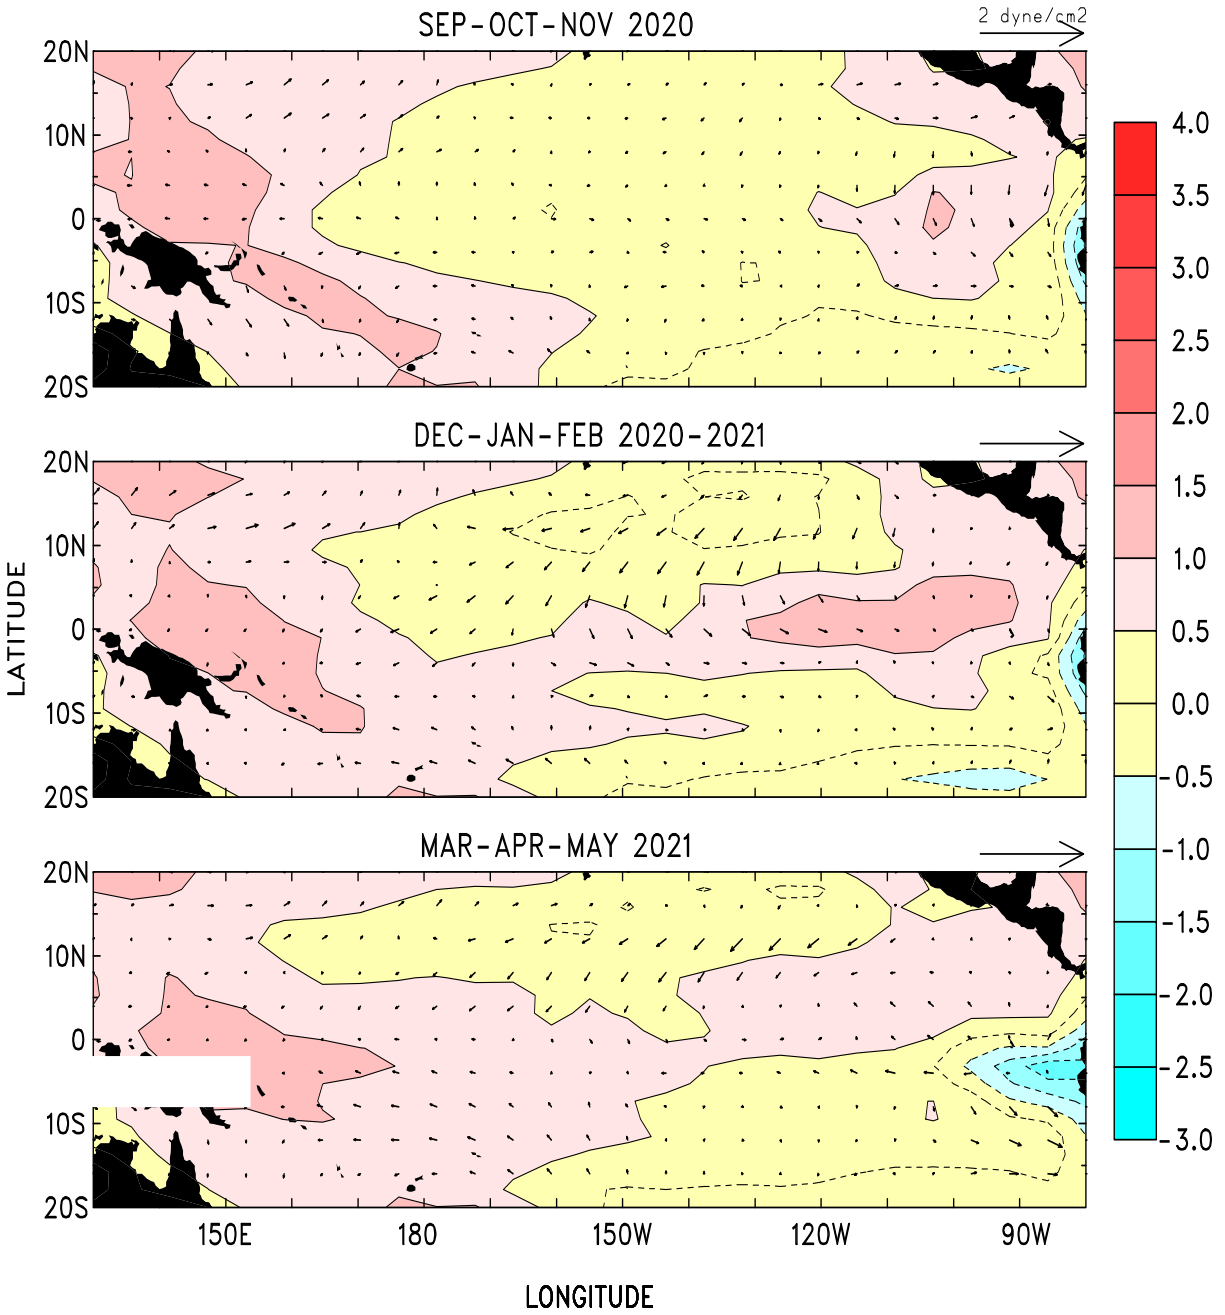 SEP-OCT-NOV 2020
2 dyne/cm2
20N
10N
0
10S
20S
DEC-JAN-FEB 2020-2021
20N
10N
0
10S
20S
LATITUDE
MAR-APR-MAY 2021
20N
10N
0
10S
20S
150E 180 150W 120W 90W
LONGITUDE
4.0
3.5
3.0
2.5
2.0
1.5
1.0
0.5
0.0
-0.5
-1.0
-1.5
-2.0
-2.5
-3.0